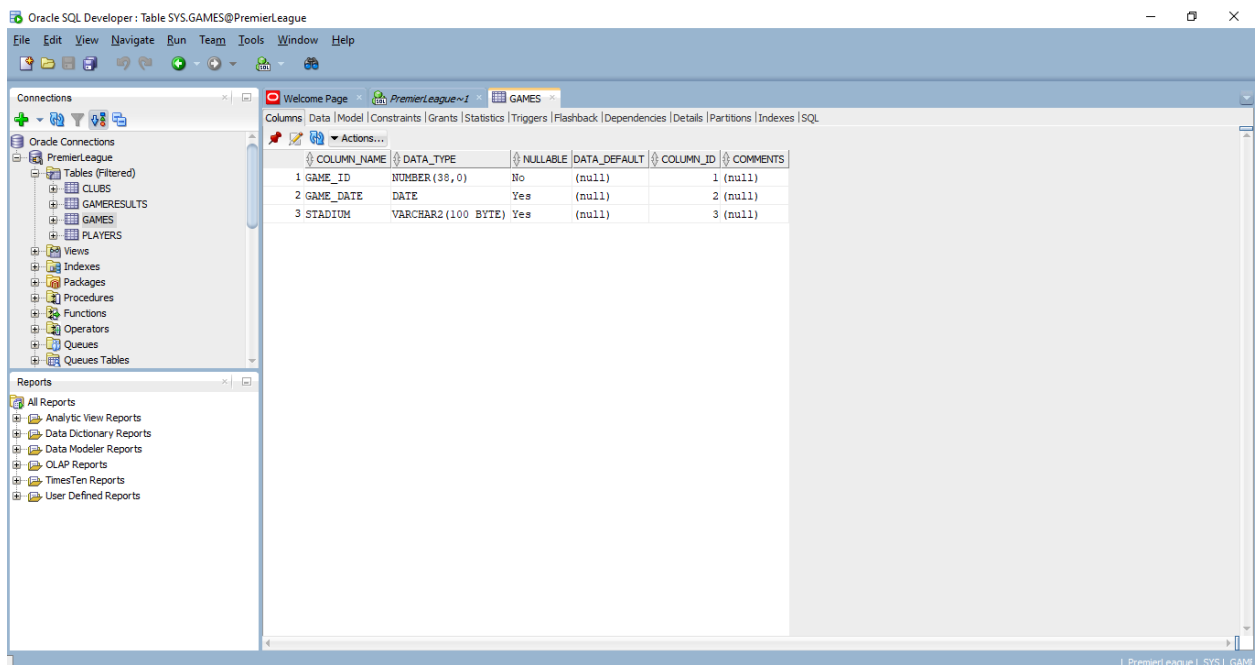 Oracle SQL Developer : Table SYS.GAMES@PremierLeague
File Edit View Navigate Run Team Tools Window Help
Connections
Oracle Connections
PremierLeague
Tables (Filtered)
CLUBS
GAMERESULTS
GAMES
PLAYERS
Views
Indexes
Packages
Procedures
Functions
Operators
Queues
Queues Tables
Reports
All Reports
Analytic View Reports
Data Dictionary Reports
Data Modeler Reports
OLAP Reports
TimesTen Reports
User Defined Reports
Welcome Page PremierLeague~1 GAMES
Columns Data |Model |Constraints |Grants |Statistics |Triggers |Flashback |Dependencies |Details |Partitions |Indexes |SQL
Actions...
COLUMN_NAME DATA_TYPE NULLABLE DATA_DEFAULT COLUMN_ID COMMENTS
1 GAME_ID NUMBER(38,0) No (null) 1 (null)
2 GAME_DATE DATE Yes (null) 2 (null)
3 STADIUM VARCHAR2(100 BYTE) Yes (null) 3 (null)
| PremierLeague | SYS | GAME